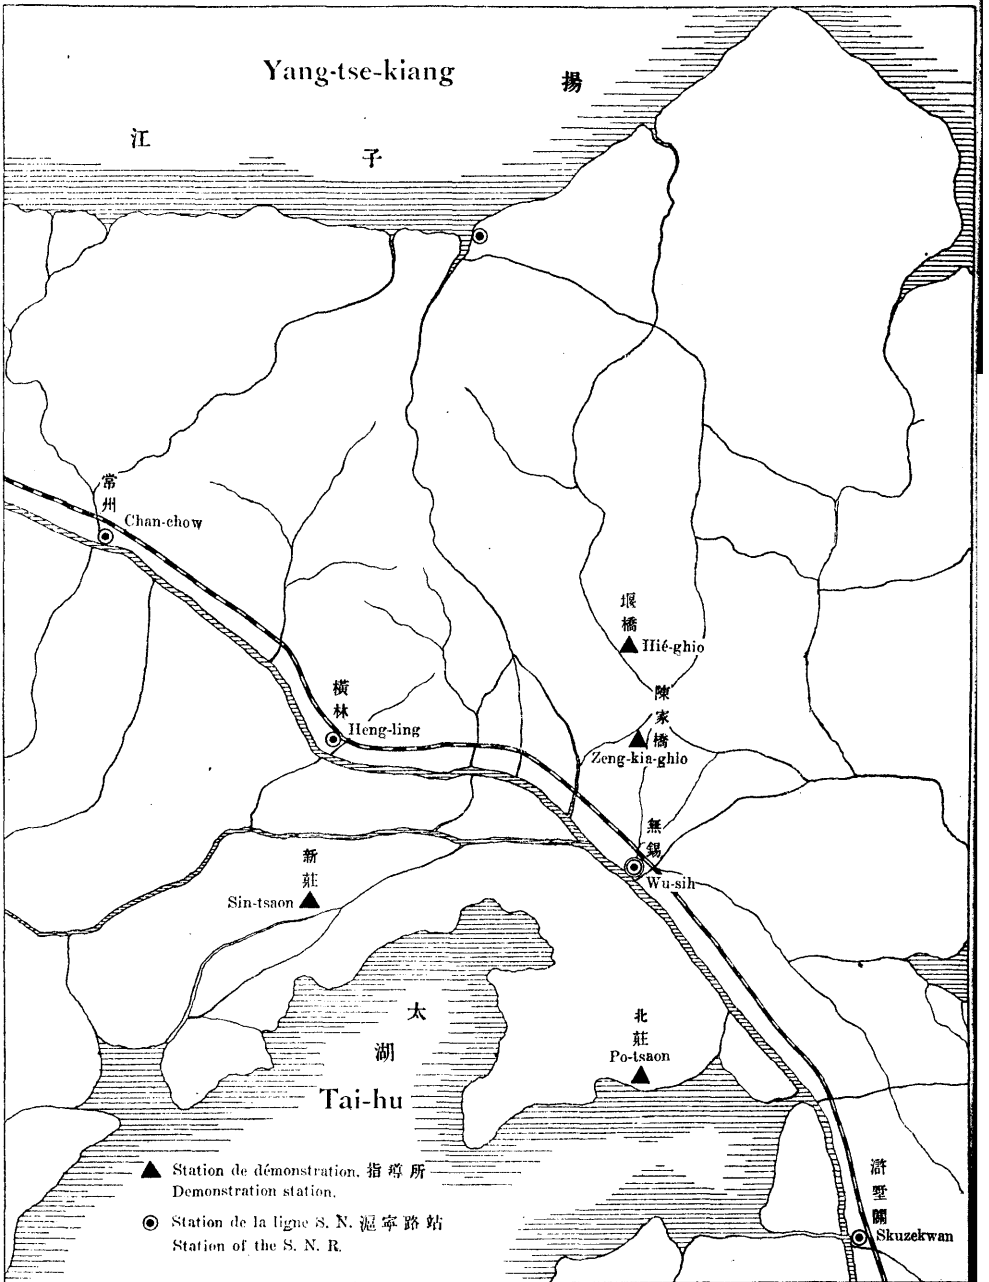 Yang-tse-kiang
揚
子
江
常州
Chan-chow
堰橋
Hié-ghio
陳家橋
Zeng-kia-ghio
橫林
Heng-ling
無錫
Wu-sih
新莊
Sin-tsaon
太湖
Tai-hu
北莊
Po-tsaon
滸墅關
Skuzekwan
Station de démonstration. 指導所
Demonstration station.
Station de la ligne S. N. 滬寧路站
Station of the S. N. R.